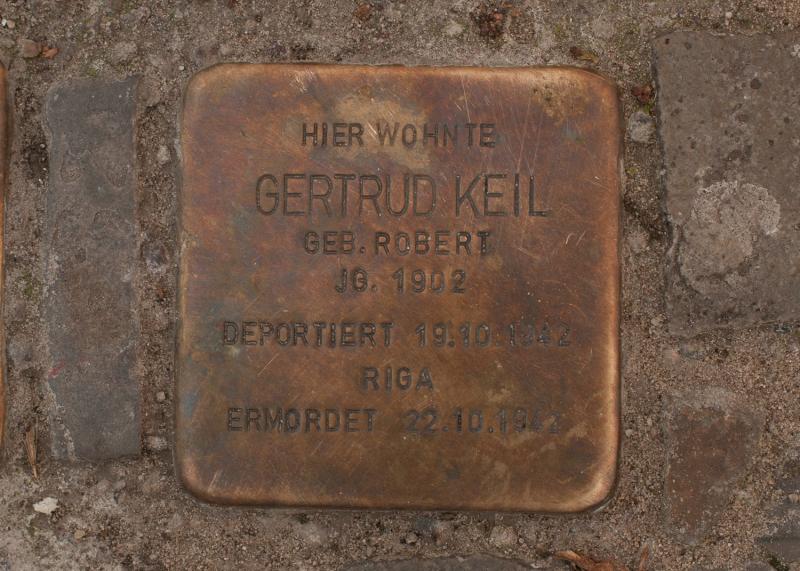 HIER WOHNTE
GERTRUD KEIL
GEB. ROBERT
JG. 1902
DEPORTIERT 19.10.1942
RIGA
ERMORDET 22.10.1942